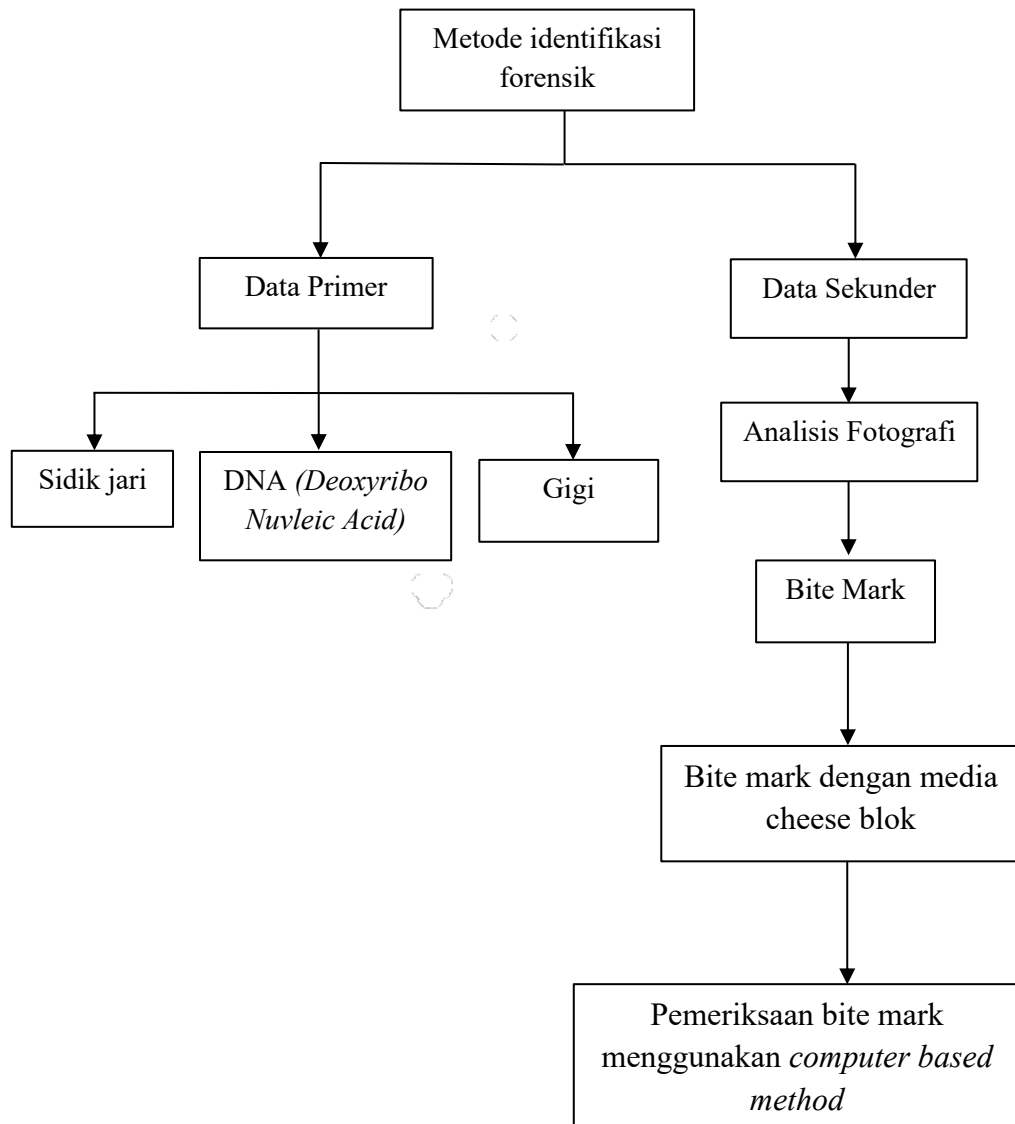 Metode identifikasi
forensik
Data Primer
Data Sekunder
Sidik jari
DNA (Deoxyribo
Nuvleic Acid)
Gigi
Analisis Fotografi
Bite Mark
Bite mark dengan media
cheese blok
Pemeriksaan bite mark
menggunakan computer based
method